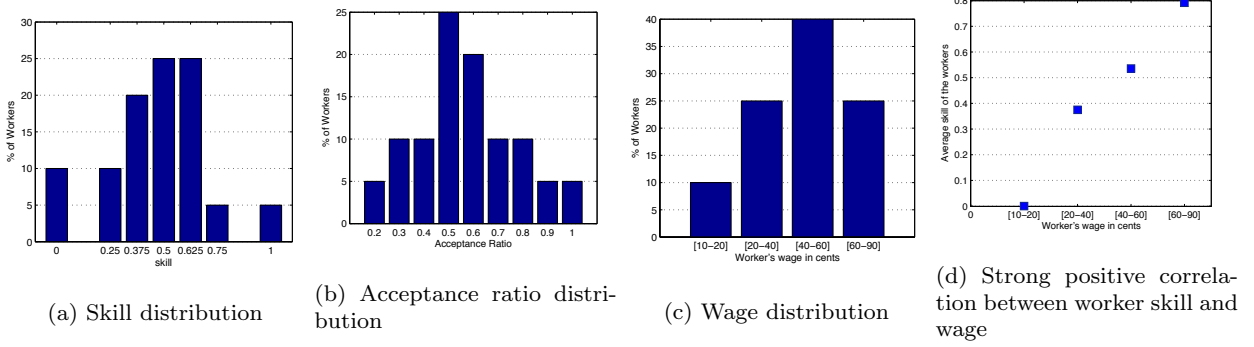 30
25
20
15
10
5
0
% of Workers
0 0.25 0.375 0.5 0.625 0.75 1
skill
(a) Skill distribution
25
20
15
10
5
0
% of Workers
0.2 0.3 0.4 0.5 0.6 0.7 0.8 0.9 1
Acceptance Ratio
(b) Acceptance ratio distri-
bution
40
35
30
25
20
15
10
5
0
% of Workers
[10−20] [20−40] [40−60] [60−90]
Worker's wage in cents
(c) Wage distribution
0.8
0.7
0.6
0.5
0.4
0.3
0.2
0.1
0
Average skill of the workers
0 [10−20] [20−40] [40−60] [60−90]
Worker's wage in cents
(d) Strong positive correla-
tion between worker skill and
wage